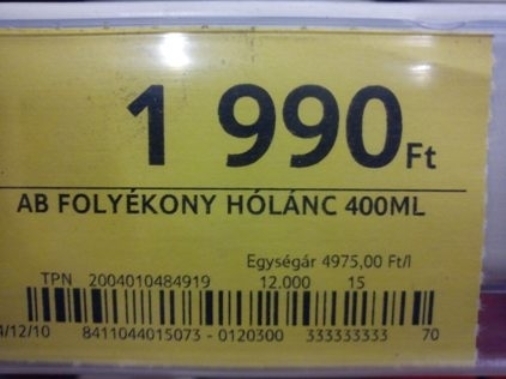 1 990 Ft
AB FOLYÉKONY HÓLÁNC 400ML
Egységár 4975,00 Ft/l
TPN 2004010484919 12.000 15
/12/10 8411044015073 - 0120300 333333333 70